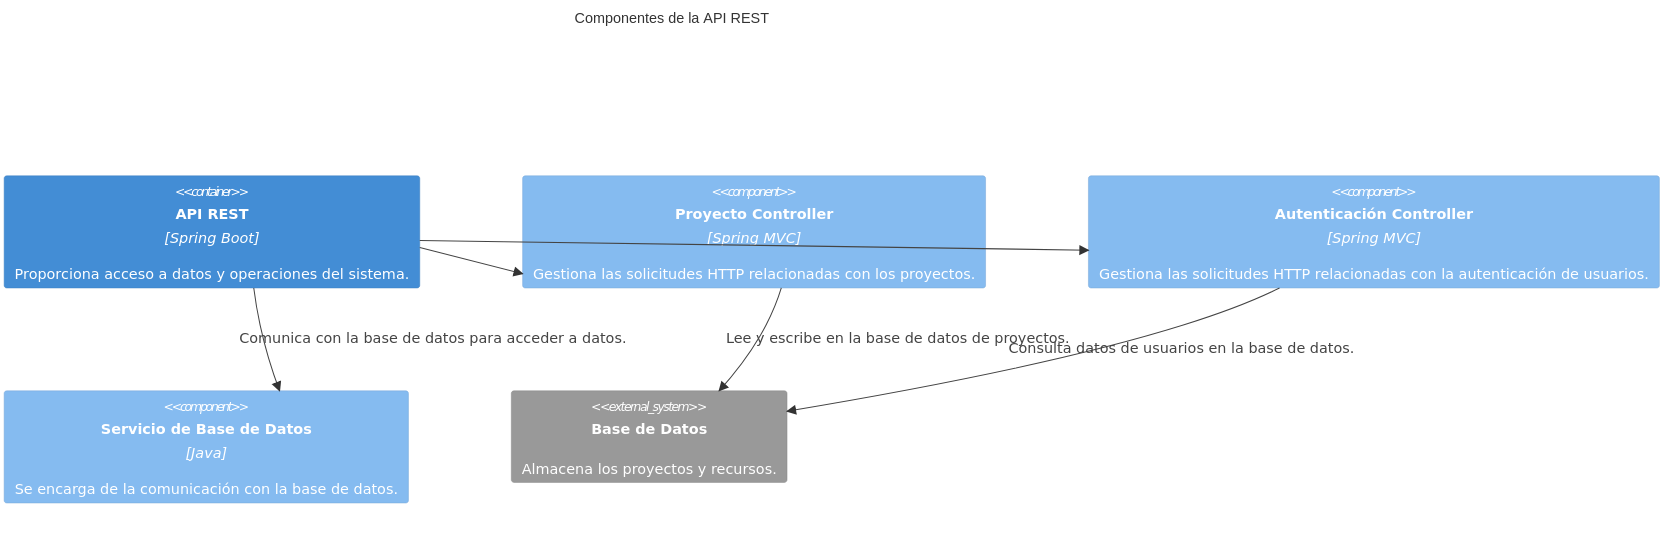 Componentes de la API REST
<<container>>
API REST
[Spring Boot]
Proporciona acceso a datos y operaciones del sistema.
<<component>>
Proyecto Controller
[Spring MVC]
Gestiona las solicitudes HTTP relacionadas con los proyectos.
<<component>>
Autenticación Controller
[Spring MVC]
Gestiona las solicitudes HTTP relacionadas con la autenticación de usuarios.
Comunica con la base de datos para acceder a datos.
Lee y escribe en la base de datos de proyectos.
Consulta datos de usuarios en la base de datos.
<<component>>
Servicio de Base de Datos
[Java]
Se encarga de la comunicación con la base de datos.
<<external_system>>
Base de Datos
Almacena los proyectos y recursos.